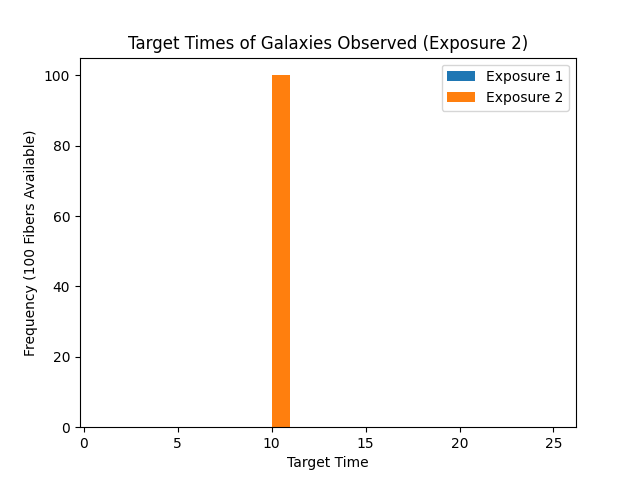 Target Times of Galaxies Observed (Exposure 2)
Exposure 1
Exposure 2
Frequency (100 Fibers Available)
100
80
60
40
20
0
0 5 10 15 20 25
Target Time